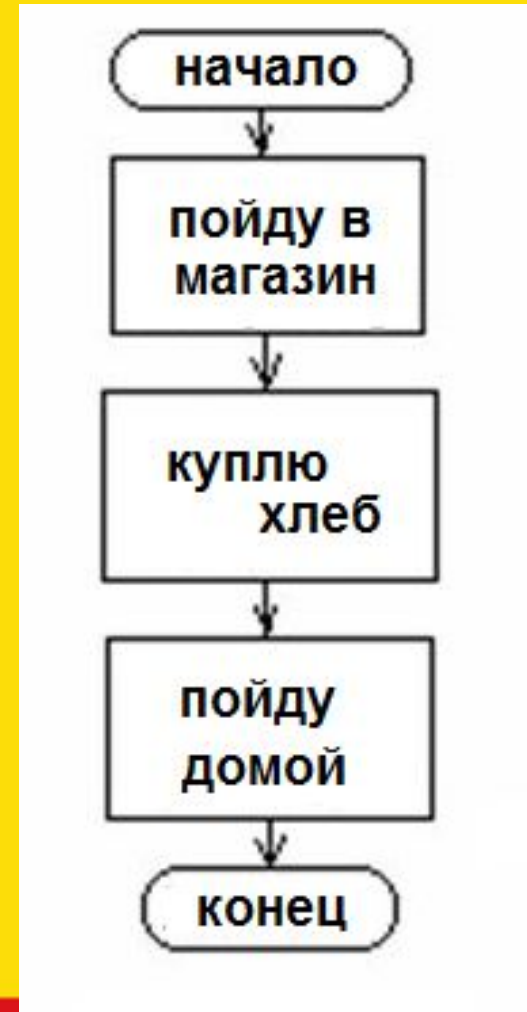 начало
пойду в
магазин
куплю
хлеб
пойду
домой
конец